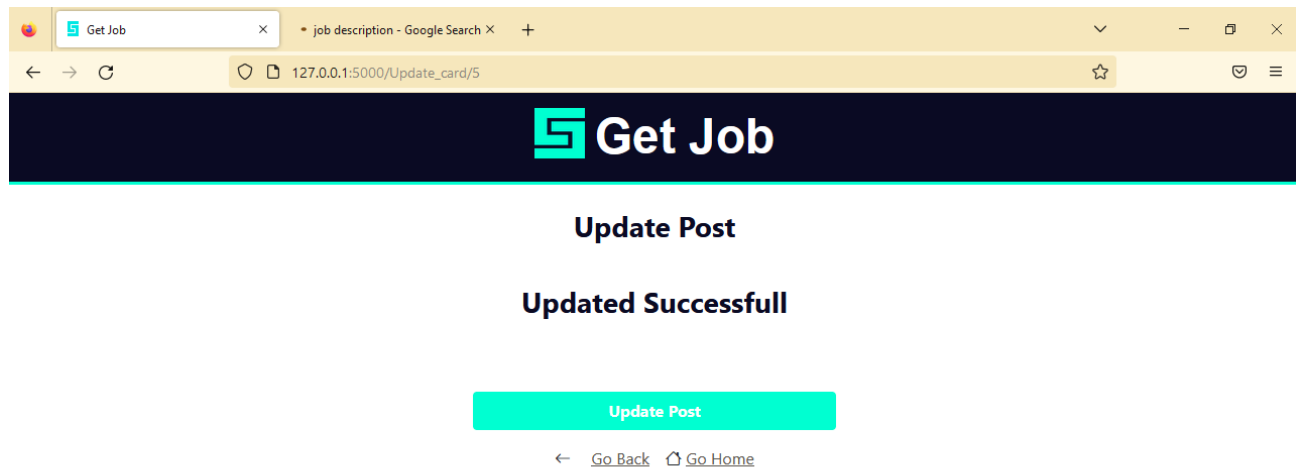 Get Job
job description - Google Search
127.0.0.1:5000/Update_card/5
Get Job
Update Post
Updated Successfull
Update Post
Go Back Go Home